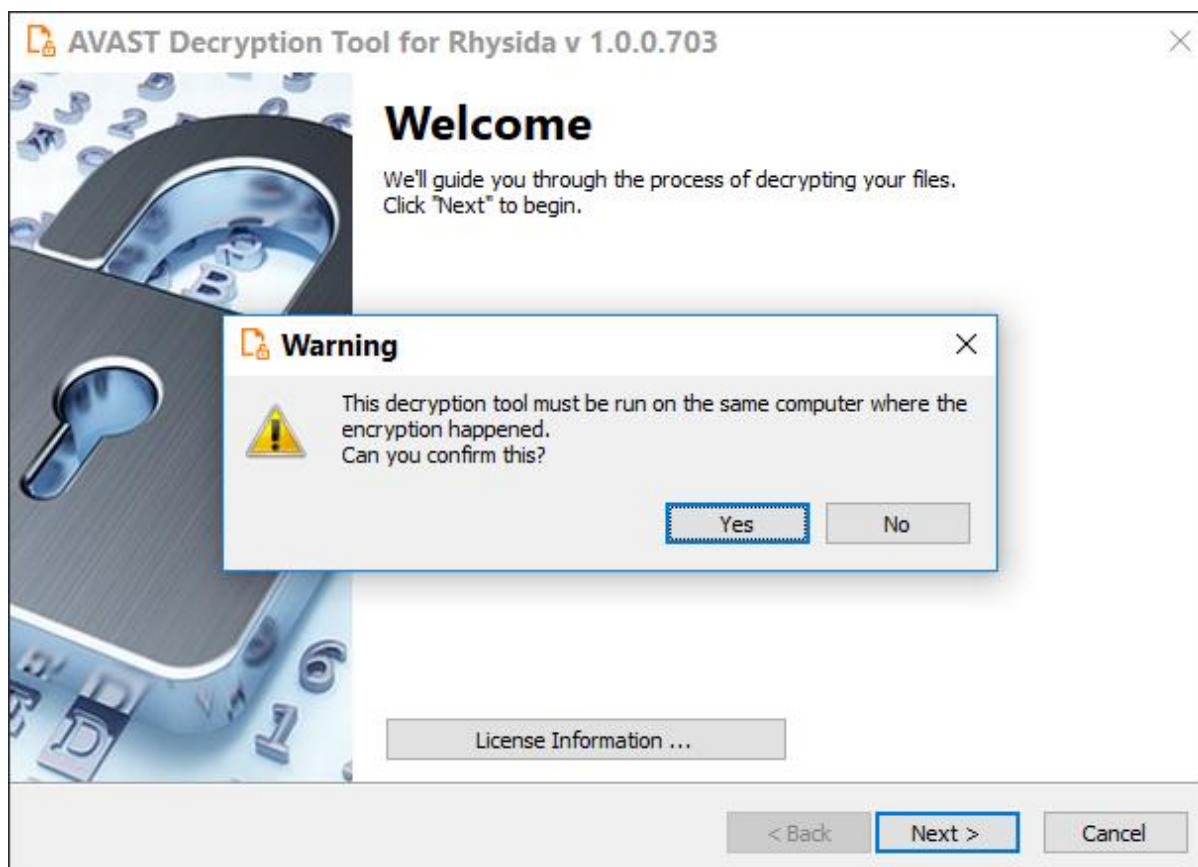 AVAST Decryption Tool for Rhysida v 1.0.0.703
Welcome
We'll guide you through the process of decrypting your files.
Click "Next" to begin.
Warning
This decryption tool must be run on the same computer where the
encryption happened.
Can you confirm this?
Yes
No
License Information ...
< Back
Next >
Cancel